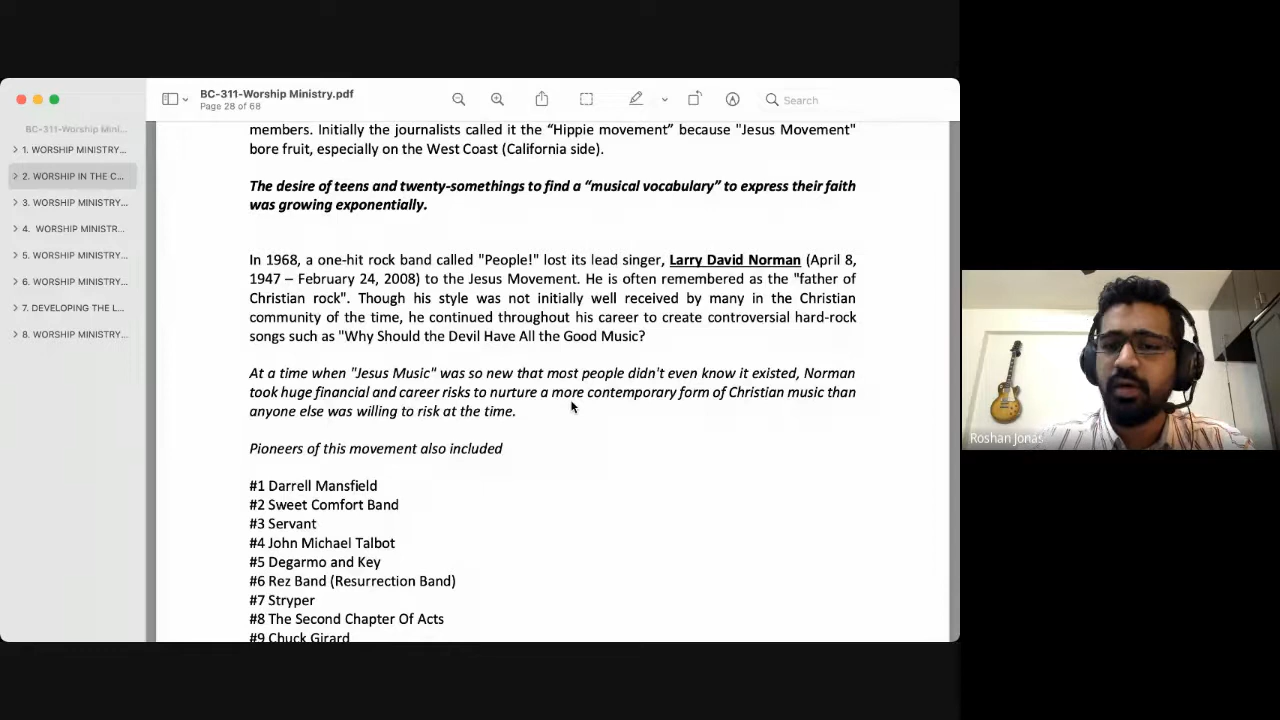 BC-311-Worship Ministry.pdf
Page 28 of 68
Search
BC-311-Worship Mini...
1. WORSHIP MINISTRY...
2. WORSHIP IN THE C...
3. WORSHIP MINISTRY...
4. WORSHIP MINISTR...
5. WORSHIP MINISTRY...
6. WORSHIP MINISTRY...
7. DEVELOPING THE L...
8. WORSHIP MINISTRY...
members. Initially the journalists called it the “Hippie movement” because "Jesus Movement"
bore fruit, especially on the West Coast (California side).
The desire of teens and twenty-somethings to find a “musical vocabulary” to express their faith
was growing exponentially.
In 1968, a one-hit rock band called "People!" lost its lead singer, Larry David Norman (April 8,
1947 – February 24, 2008) to the Jesus Movement. He is often remembered as the "father of
Christian rock". Though his style was not initially well received by many in the Christian
community of the time, he continued throughout his career to create controversial hard-rock
songs such as "Why Should the Devil Have All the Good Music?
At a time when "Jesus Music" was so new that most people didn't even know it existed, Norman
took huge financial and career risks to nurture a more contemporary form of Christian music than
anyone else was willing to risk at the time.
Pioneers of this movement also included
#1 Darrell Mansfield
#2 Sweet Comfort Band
#3 Servant
#4 John Michael Talbot
#5 Degarmo and Key
#6 Rez Band (Resurrection Band)
#7 Stryper
#8 The Second Chapter Of Acts
#9 Chuck Girard
Roshan Jonas